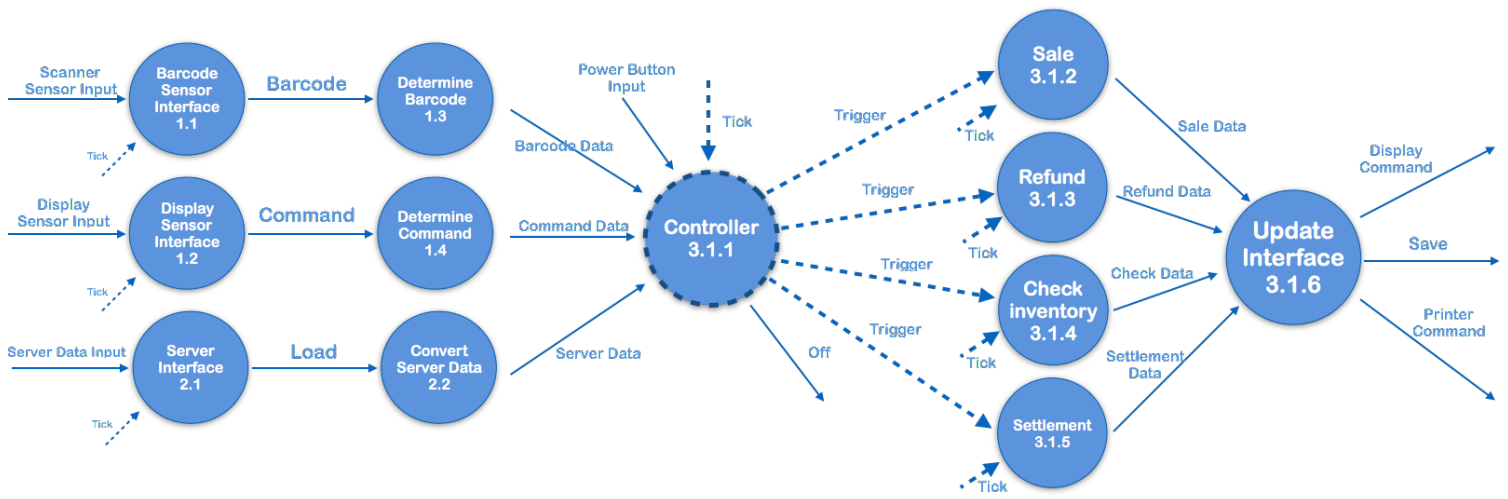 Scanner
Sensor Input
Barcode
Sensor
Interface
1.1
Tick
Barcode
Determine
Barcode
1.3
Barcode Data
Display
Sensor Input
Display
Sensor
Interface
1.2
Tick
Command
Determine
Command
1.4
Command Data
Server Data Input
Server
Interface
2.1
Tick
Load
Convert
Server Data
2.2
Server Data
Power Button
Input
Tick
Controller
3.1.1
Off
Trigger
Trigger
Trigger
Trigger
Sale
3.1.2
Tick
Sale Data
Refund
3.1.3
Tick
Refund Data
Check
inventory
3.1.4
Tick
Check Data
Settlement
3.1.5
Tick
Settlement
Data
Update
Interface
3.1.6
Display
Command
Save
Printer
Command